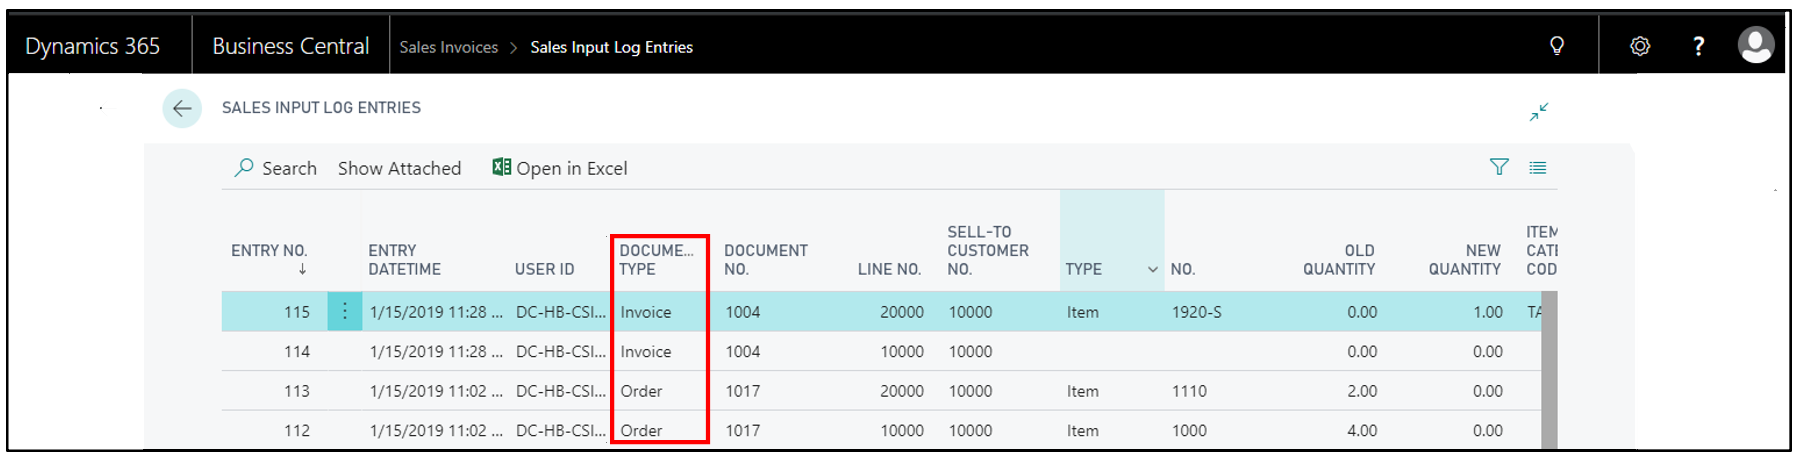 Dynamics 365 Business Central Sales Invoices > Sales Input Log Entries ?
SALES INPUT LOG ENTRIES
Search Show Attached Open in Excel
ENTRY NO. ENTRY DATETIME USER ID DOCUME... TYPE DOCUMENT NO. LINE NO. SELL-TO CUSTOMER NO. TYPE NO. OLD QUANTITY NEW QUANTITY ITEM CATE COD
115 1/15/2019 11:28 ... DC-HB-CSI... Invoice 1004 20000 10000 Item 1920-S 0.00 1.00 TA
114 1/15/2019 11:28 ... DC-HB-CSI... Invoice 1004 10000 10000 0.00 0.00
113 1/15/2019 11:02 ... DC-HB-CSI... Order 1017 20000 10000 Item 1110 2.00 0.00
112 1/15/2019 11:02 ... DC-HB-CSI... Order 1017 10000 10000 Item 1000 4.00 0.00